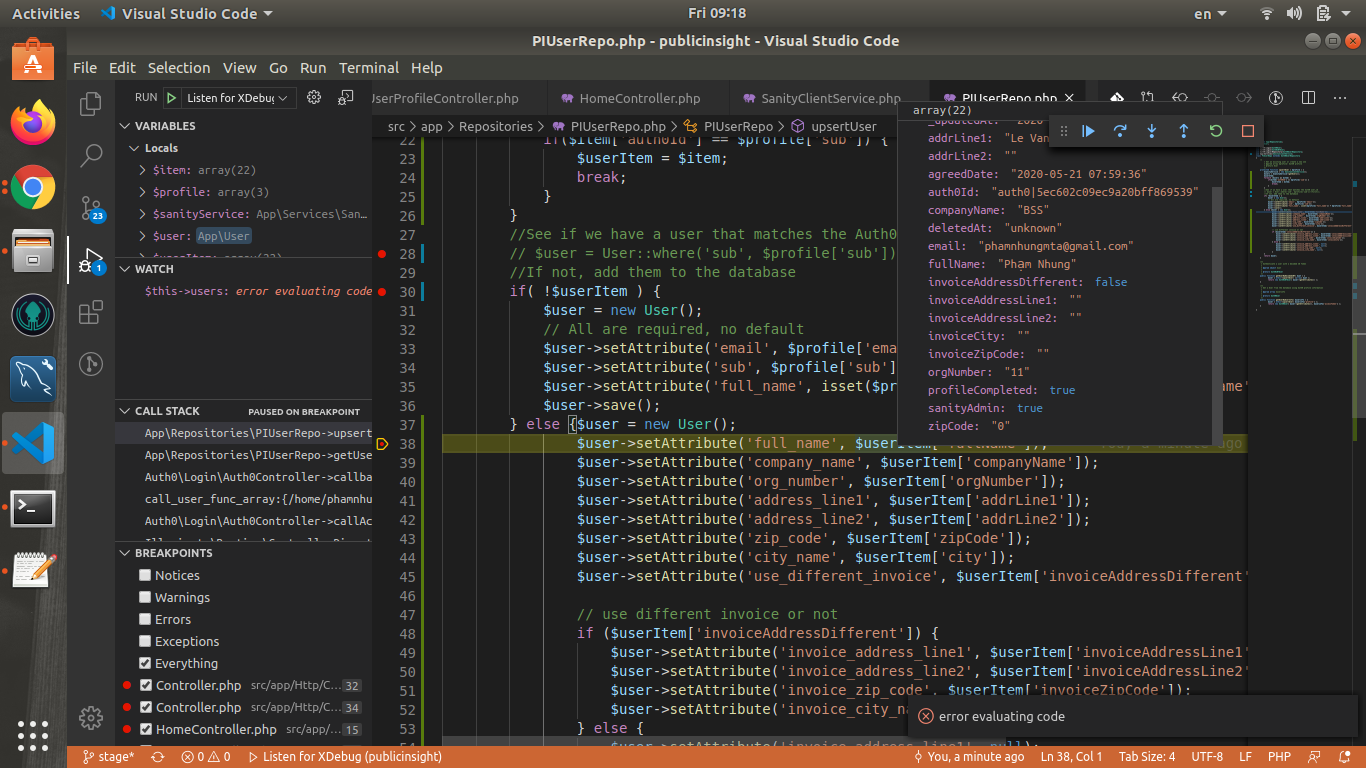 Activities
Visual Studio Code
Fri 09:18
en
PIUserRepo.php - publicinsight - Visual Studio Code
File Edit Selection View Go Run Terminal Help
RUN
Listen for XDebug
UserProfileController.php
HomeController.php
SanityClientService.php
PIUserRepo.php
src > app > Repositories > PIUserRepo.php > PIUserRepo > upsertUser
VARIABLES
Locals
$item: array(22)
$profile: array(3)
$sanityService: App\Services\San…
$user: App\User
$userItem: array(22)
WATCH
$this->users: error evaluating code
CALL STACK
PAUSED ON BREAKPOINT
App\Repositories\PIUserRepo->upsert
App\Repositories\PIUserRepo->getUse
Auth0\Login\Auth0Controller->callba
call_user_func_array:{/home/phamnhu
Auth0\Login\Auth0Controller->callAc
BREAKPOINTS
Notices
Warnings
Errors
Exceptions
Everything
Controller.php src/app/Http/C… 32
Controller.php src/app/Http/C… 34
HomeController.php src/app/… 15
23
1
22 if($item['auth0Id'] == $profile['sub']) {
23 $userItem = $item;
24 break;
25 }
26 }
27 //See if we have a user that matches the Auth0
28 // $user = User::where('sub', $profile['sub'])
29 //If not, add them to the database
30 if( !$userItem ) {
31 $user = new User();
32 // All are required, no default
33 $user->setAttribute('email', $profile['ema
34 $user->setAttribute('sub', $profile['sub']
35 $user->setAttribute('full_name', isset($pr
36 $user->save();
37 } else {$user = new User();
38 $user->setAttribute('full_name', $userItem['fullName']);
39 $user->setAttribute('company_name', $userItem['companyName']);
40 $user->setAttribute('org_number', $userItem['orgNumber']);
41 $user->setAttribute('address_line1', $userItem['addrLine1']);
42 $user->setAttribute('address_line2', $userItem['addrLine2']);
43 $user->setAttribute('zip_code', $userItem['zipCode']);
44 $user->setAttribute('city_name', $userItem['city']);
45 $user->setAttribute('use_different_invoice', $userItem['invoiceAddressDifferent'
46
47 // use different invoice or not
48 if ($userItem['invoiceAddressDifferent']) {
49 $user->setAttribute('invoice_address_line1', $userItem['invoiceAddressLine1'
50 $user->setAttribute('invoice_address_line2', $userItem['invoiceAddressLine2'
51 $user->setAttribute('invoice_zip_code', $userItem['invoiceZipCode']);
52 $user->setAttribute('invoice_city_na
53 } else {
array(22)
addrLine1: "Le Van
addrLine2: ""
agreedDate: "2020-05-21 07:59:36"
auth0Id: "auth0|5ec602c09ec9a20bff869539"
companyName: "BSS"
deletedAt: "unknown"
email: "phamnhungmta@gmail.com"
fullName: "Phạm Nhung"
invoiceAddressDifferent: false
invoiceAddressLine1: ""
invoiceAddressLine2: ""
invoiceCity: ""
invoiceZipCode: ""
orgNumber: "11"
profileCompleted: true
sanityAdmin: true
zipCode: "0"
error evaluating code
stage*
0
0
Listen for XDebug (publicinsight)
You, a minute ago
Ln 38, Col 1
Tab Size: 4
UTF-8
LF
PHP